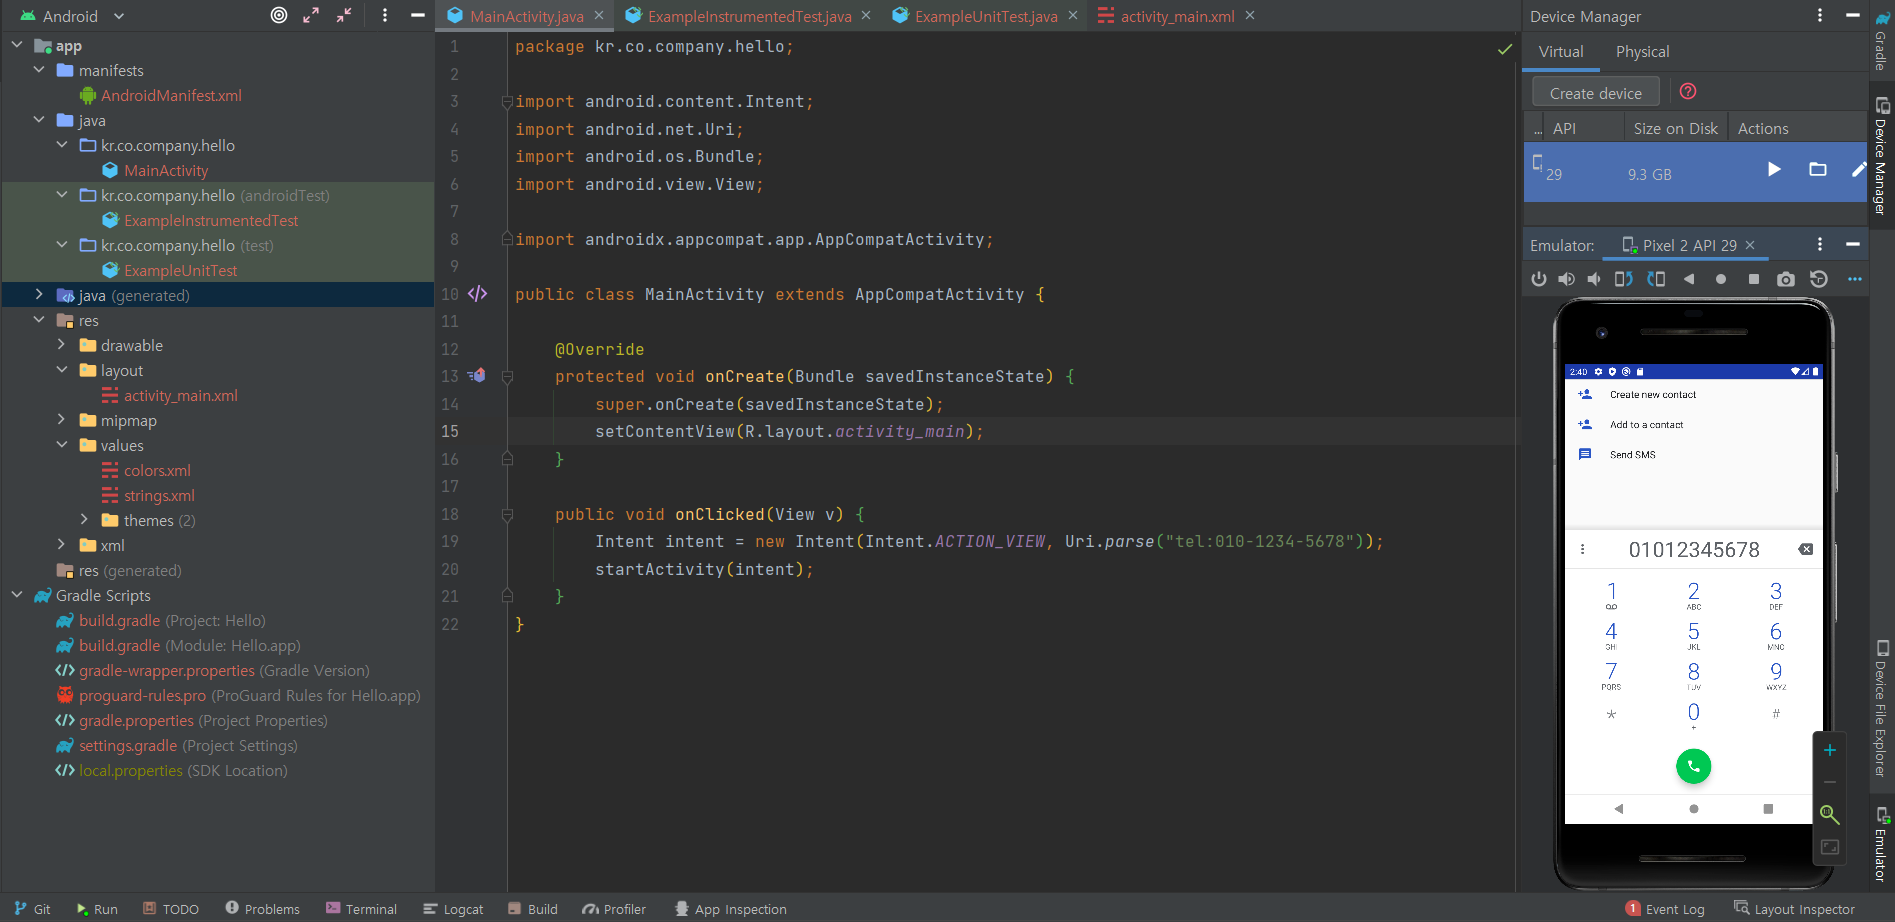 Android
app
manifests
AndroidManifest.xml
java
kr.co.company.hello
MainActivity
kr.co.company.hello (androidTest)
ExampleInstrumentedTest
kr.co.company.hello (test)
ExampleUnitTest
java (generated)
res
drawable
layout
activity_main.xml
mipmap
values
colors.xml
strings.xml
themes (2)
xml
res (generated)
Gradle Scripts
build.gradle (Project: Hello)
build.gradle (Module: Hello.app)
gradle-wrapper.properties (Gradle Version)
proguard-rules.pro (ProGuard Rules for Hello.app)
gradle.properties (Project Properties)
settings.gradle (Project Settings)
local.properties (SDK Location)
MainActivity.java ExampleInstrumentedTest.java ExampleUnitTest.java activity_main.xml
1 package kr.co.company.hello;
2
3 import android.content.Intent;
4 import android.net.Uri;
5 import android.os.Bundle;
6 import android.view.View;
7
8 import androidx.appcompat.app.AppCompatActivity;
9
10 public class MainActivity extends AppCompatActivity {
11
12 @Override
13 protected void onCreate(Bundle savedInstanceState) {
14 super.onCreate(savedInstanceState);
15 setContentView(R.layout.activity_main);
16 }
17
18 public void onClicked(View v) {
19 Intent intent = new Intent(Intent.ACTION_VIEW, Uri.parse("tel:010-1234-5678"));
20 startActivity(intent);
21 }
22 }
Device Manager
Virtual Physical
Create device
... API Size on Disk Actions
29 9.3 GB
Emulator: Pixel 2 API 29
2:40
Create new contact
Add to a contact
Send SMS
01012345678
1 2 3
ABC DEF
4 5 6
GHI JKL MNO
7 8 9
PQRS TUV WXYZ
* 0 #
+
Gradle
Device Manager
Device File Explorer
Emulator
Git Run TODO Problems Terminal Logcat Build Profiler App Inspection 1 Event Log Layout Inspector